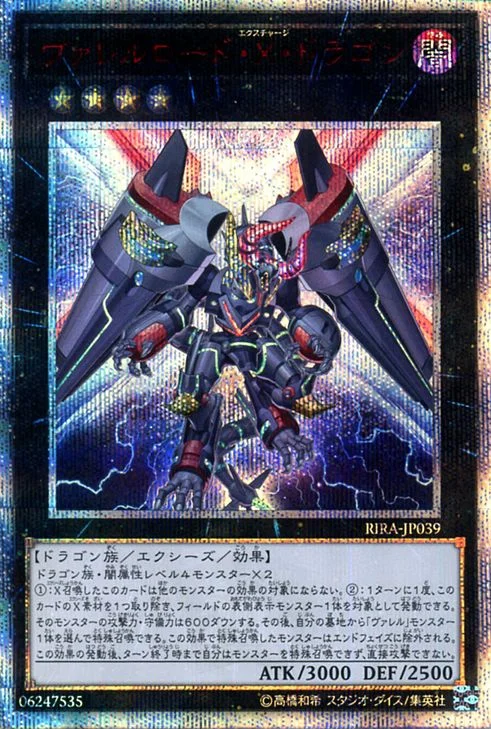 エクスチャージ
ヴァレルロード・X・ドラゴン
闇
RIRA-JP039
【ドラゴン族/エクシーズ/効果】
ドラゴン族・闇属性レベル4モンスター×2
①:X召喚したこのカードは他のモンスターの効果の対象にならない。②:1ターンに1度、この
カードのX素材を1つ取り除き、フィールドの表側表示モンスター1体を対象として発動できる。
そのモンスターの攻撃力・守備力は600ダウンする。その後、自分の墓地から「ヴァレル」モンスター
1体を選んで特殊召喚できる。この効果で特殊召喚したモンスターはエンドフェイズに除外される。
この効果の発動後、ターン終了時まで自分はモンスターを特殊召喚できず、直接攻撃できない。
ATK/3000 DEF/2500
06247535
©高橋和希 スタジオ・ダイス/集英社